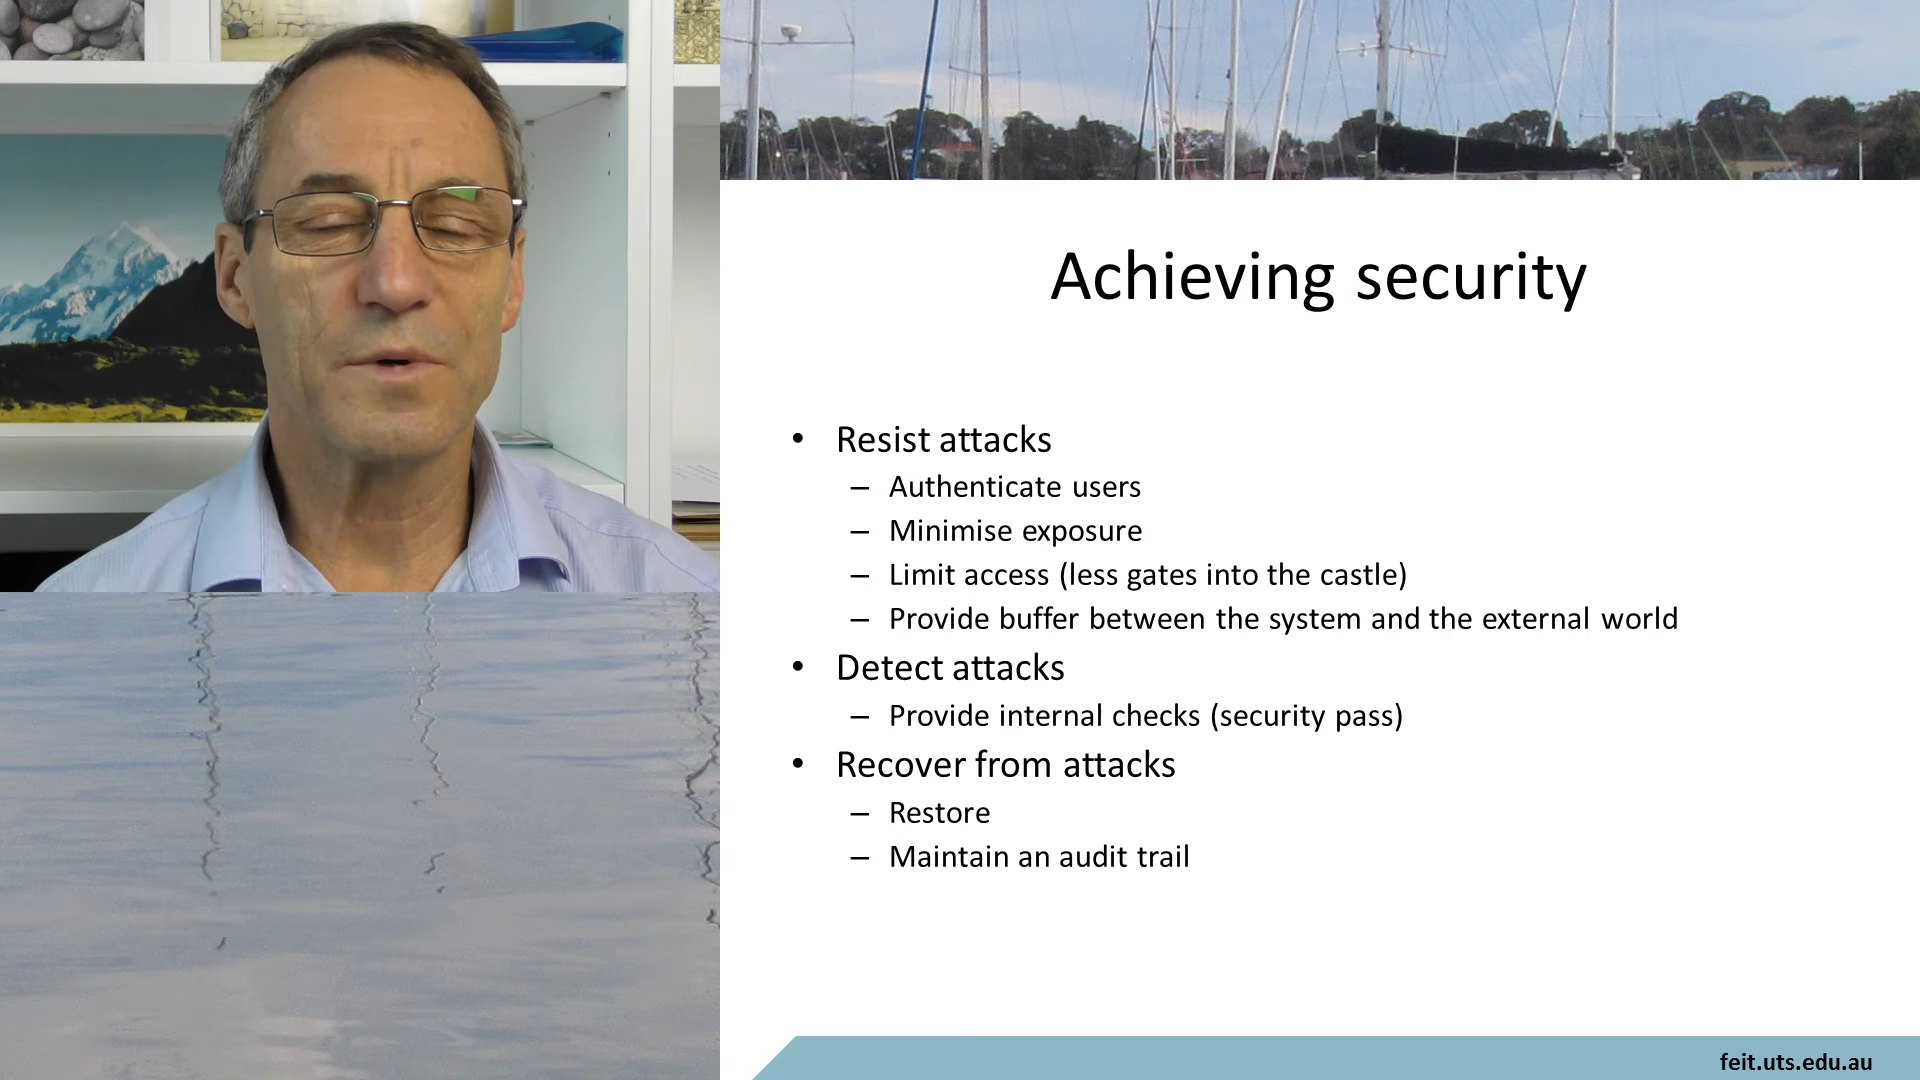 Achieving security
• Resist attacks
– Authenticate users
– Minimise exposure
– Limit access (less gates into the castle)
– Provide buffer between the system and the external world
• Detect attacks
– Provide internal checks (security pass)
• Recover from attacks
– Restore
– Maintain an audit trail
feit.uts.edu.au